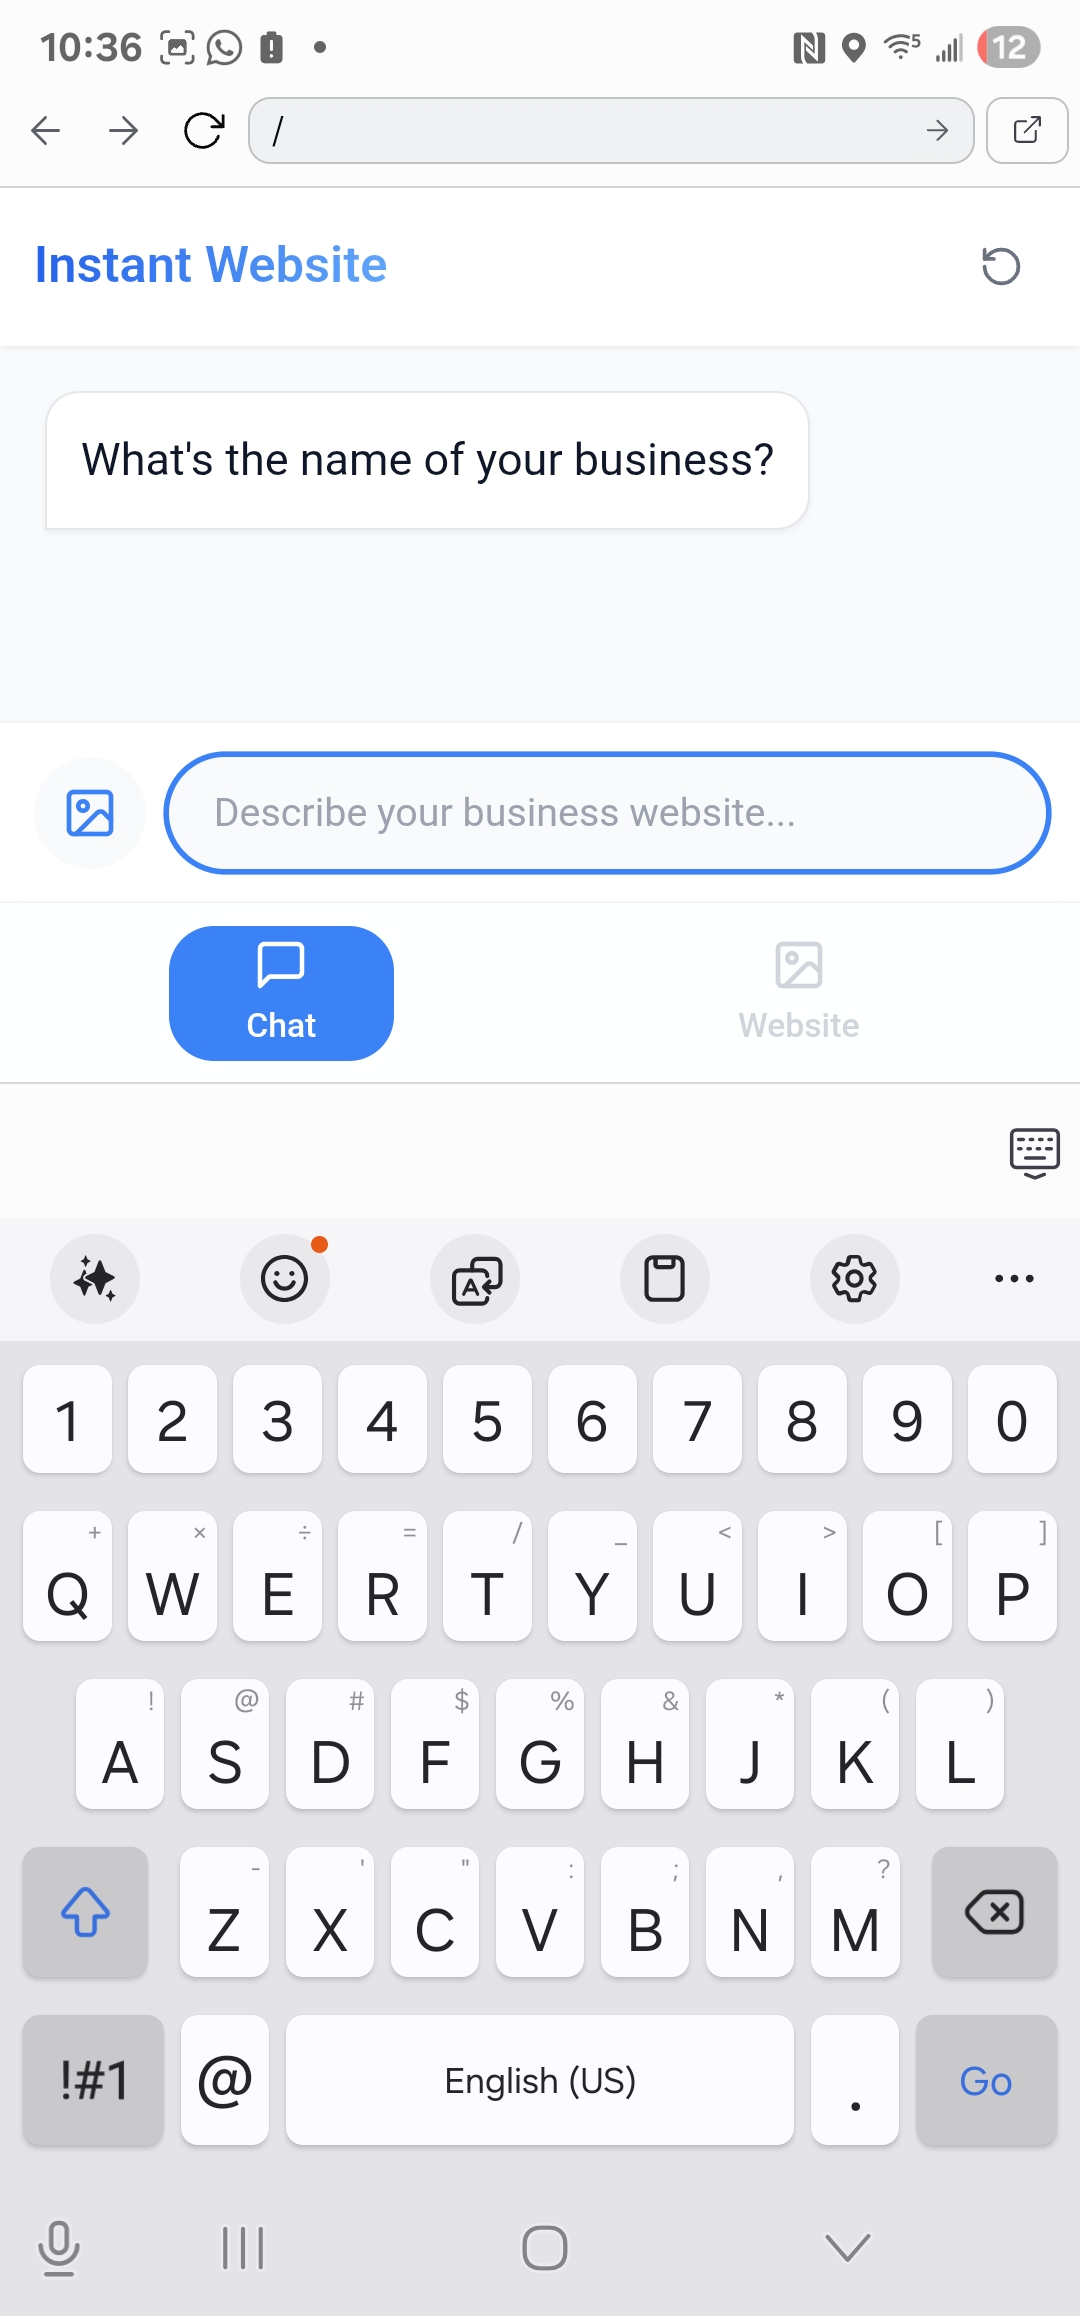 10:36
5
12
/
Instant Website
What's the name of your business?
Describe your business website...
Chat
Website
1 2 3 4 5 6 7 8 9 0
+ × ÷ = / _ < > [ ]
Q W E R T Y U I O P
! @ # $ % & * ( )
A S D F G H J K L
- ' " : ; , ?
Z X C V B N M
!#1 @ English (US) . Go